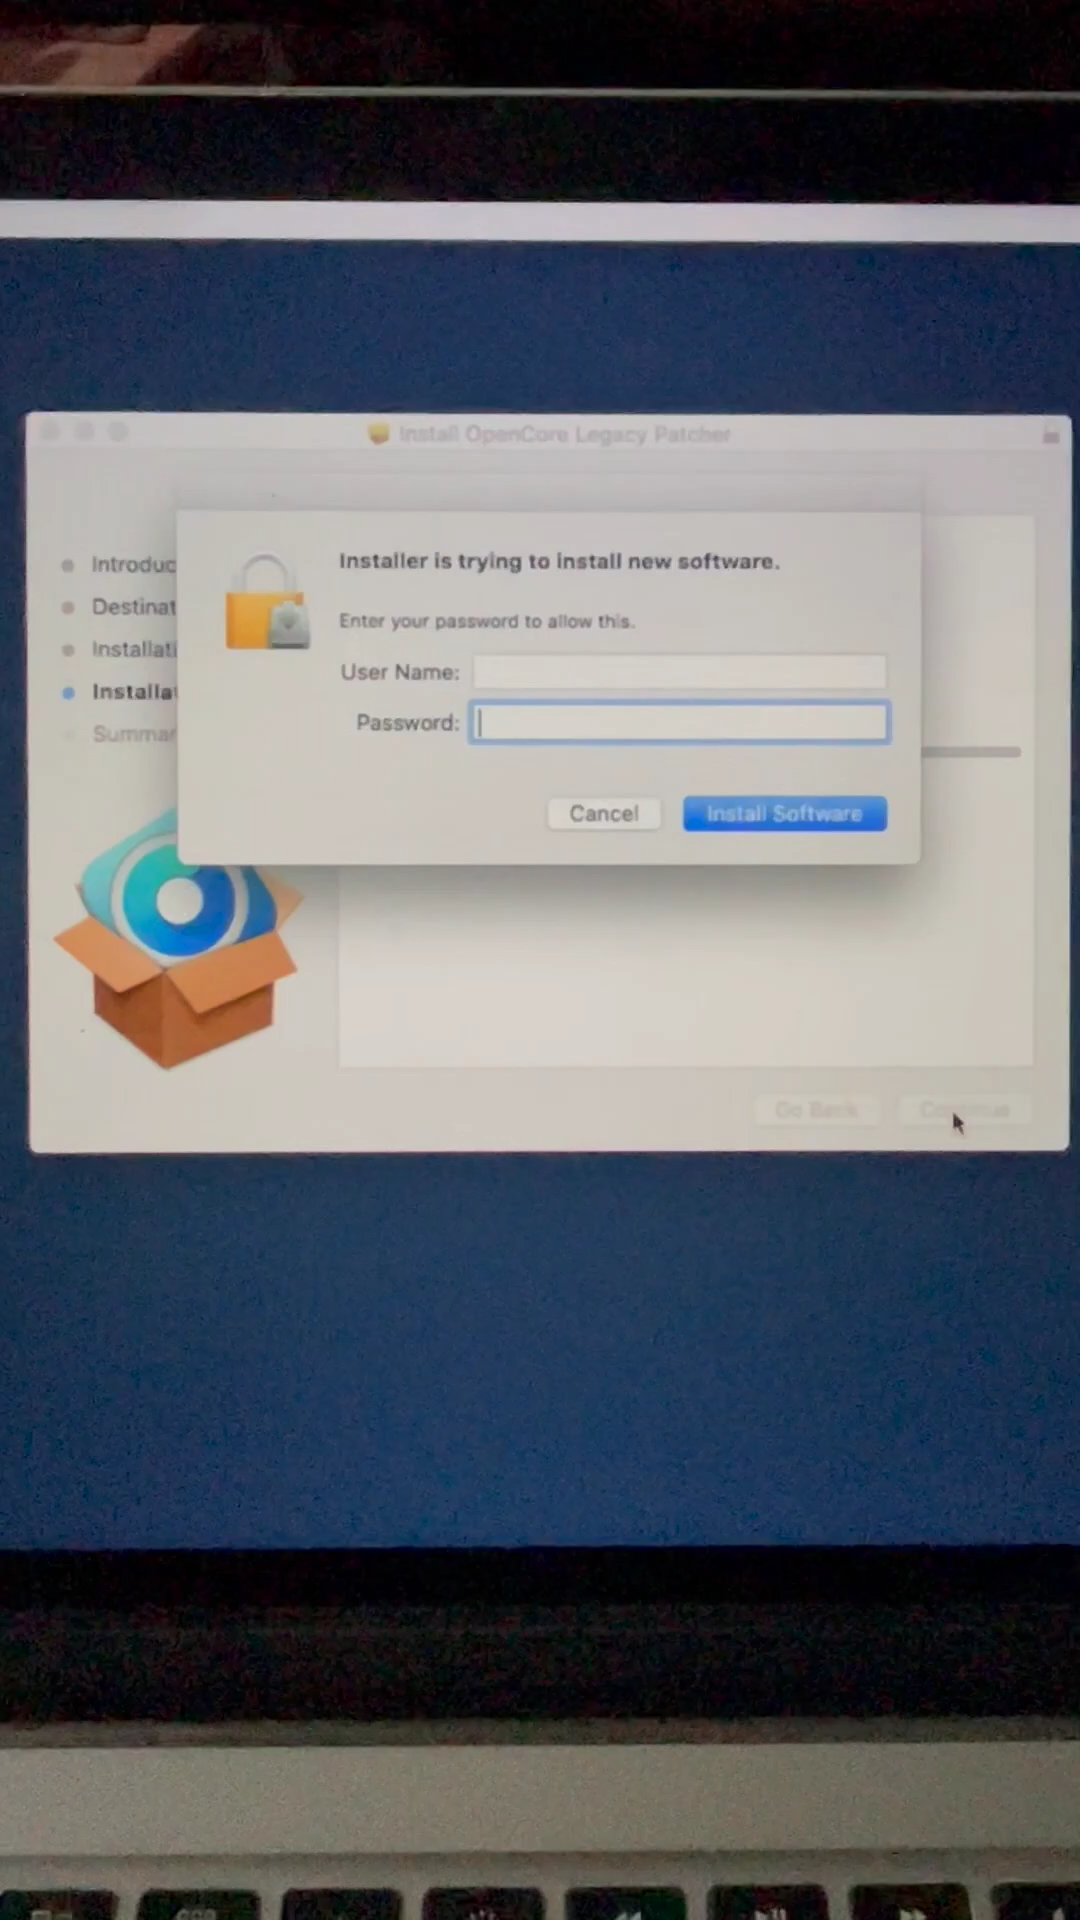 Install OpenCore Legacy Patcher
Introduc
Destinat
Installati
Installa
Summar
Installer is trying to install new software.
Enter your password to allow this.
User Name:
Password:
Cancel
Install Software
Go Back
Continue